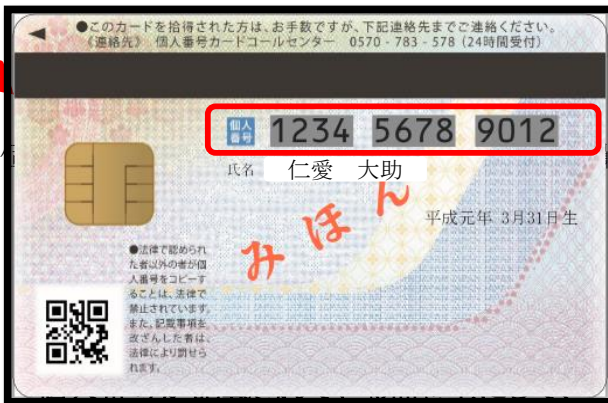 ●このカードを拾得された方は、お手数ですが、下記連絡先までご連絡ください。
《連絡先》 個人番号カードコールセンター 0570-783-578 (24時間受付)
個人番号 1234 5678 9012
氏名 仁愛 大助
平成元年 3月31日生
みほん
●法律で認められ
た者以外の者が個
人番号をコピーす
ることは、法律で
禁止されています。
また、記載事項を
改ざんした者は、
法律により罰せら
れます。